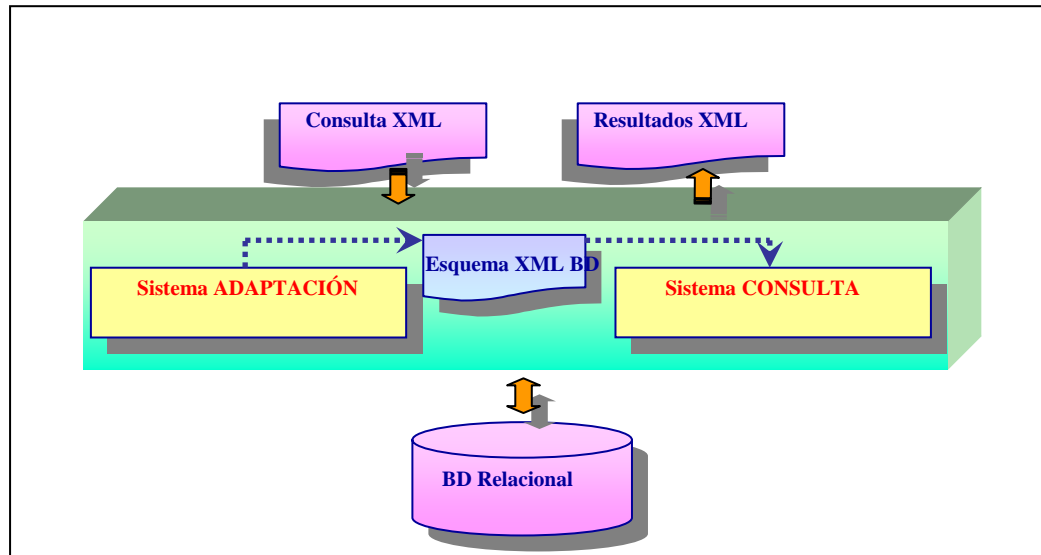 Consulta XML
Resultados XML
Esquema XML BD
Sistema ADAPTACIÓN
Sistema CONSULTA
BD Relacional